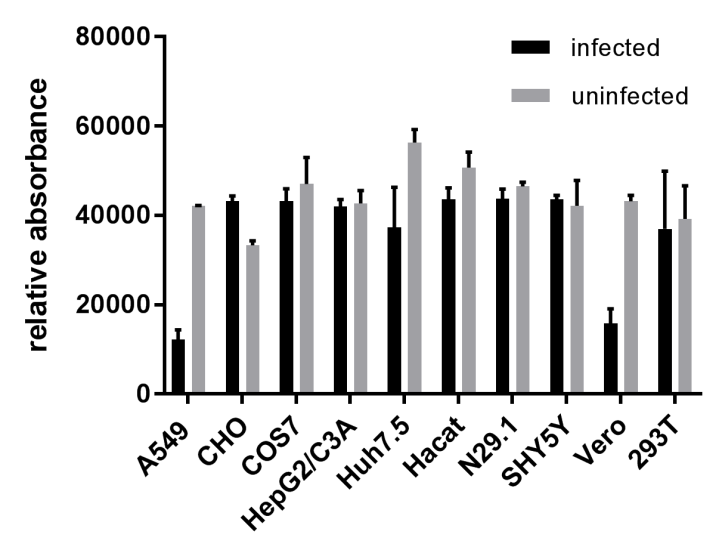 80000
60000
40000
20000
0
relative absorbance
infected
uninfected
A549
CHO
COS7
HepG2/C3A
Huh7.5
Hacat
N29.1
SHY5Y
Vero
293T